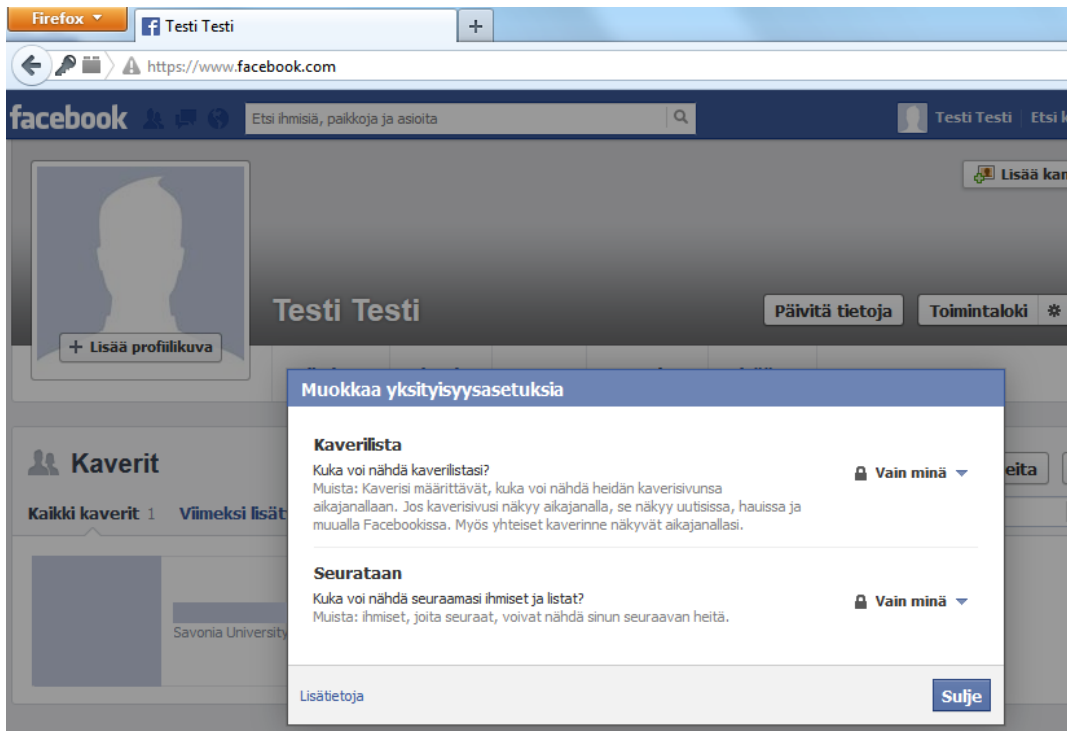 Firefox
Testi Testi
https://www.facebook.com
facebook
Etsi ihmisiä, paikkoja ja asioita
Testi Testi
Etsi k
Lisää kan
Testi Testi
Päivitä tietoja
Toimintaloki
+ Lisää profiilikuva
Muokkaa yksityisyysasetuksia
Kaverit
Kaverilista
Kuka voi nähdä kaverilistasi?
Vain minä
eita
Muista: Kaverisi määrittävät, kuka voi nähdä heidän kaverisivunsa
aikajanallaan. Jos kaverisivusi näkyy aikajanalla, se näkyy uutisissa, hauissa ja
muualla Facebookissa. Myös yhteiset kaverinne näkyvät aikajanallasi.
Kaikki kaverit 1
Viimeksi lisät
Seurataan
Kuka voi nähdä seuraamasi ihmiset ja listat?
Vain minä
Muista: ihmiset, joita seuraat, voivat nähdä sinun seuraavan heitä.
Savonia University
Lisätietoja
Sulje